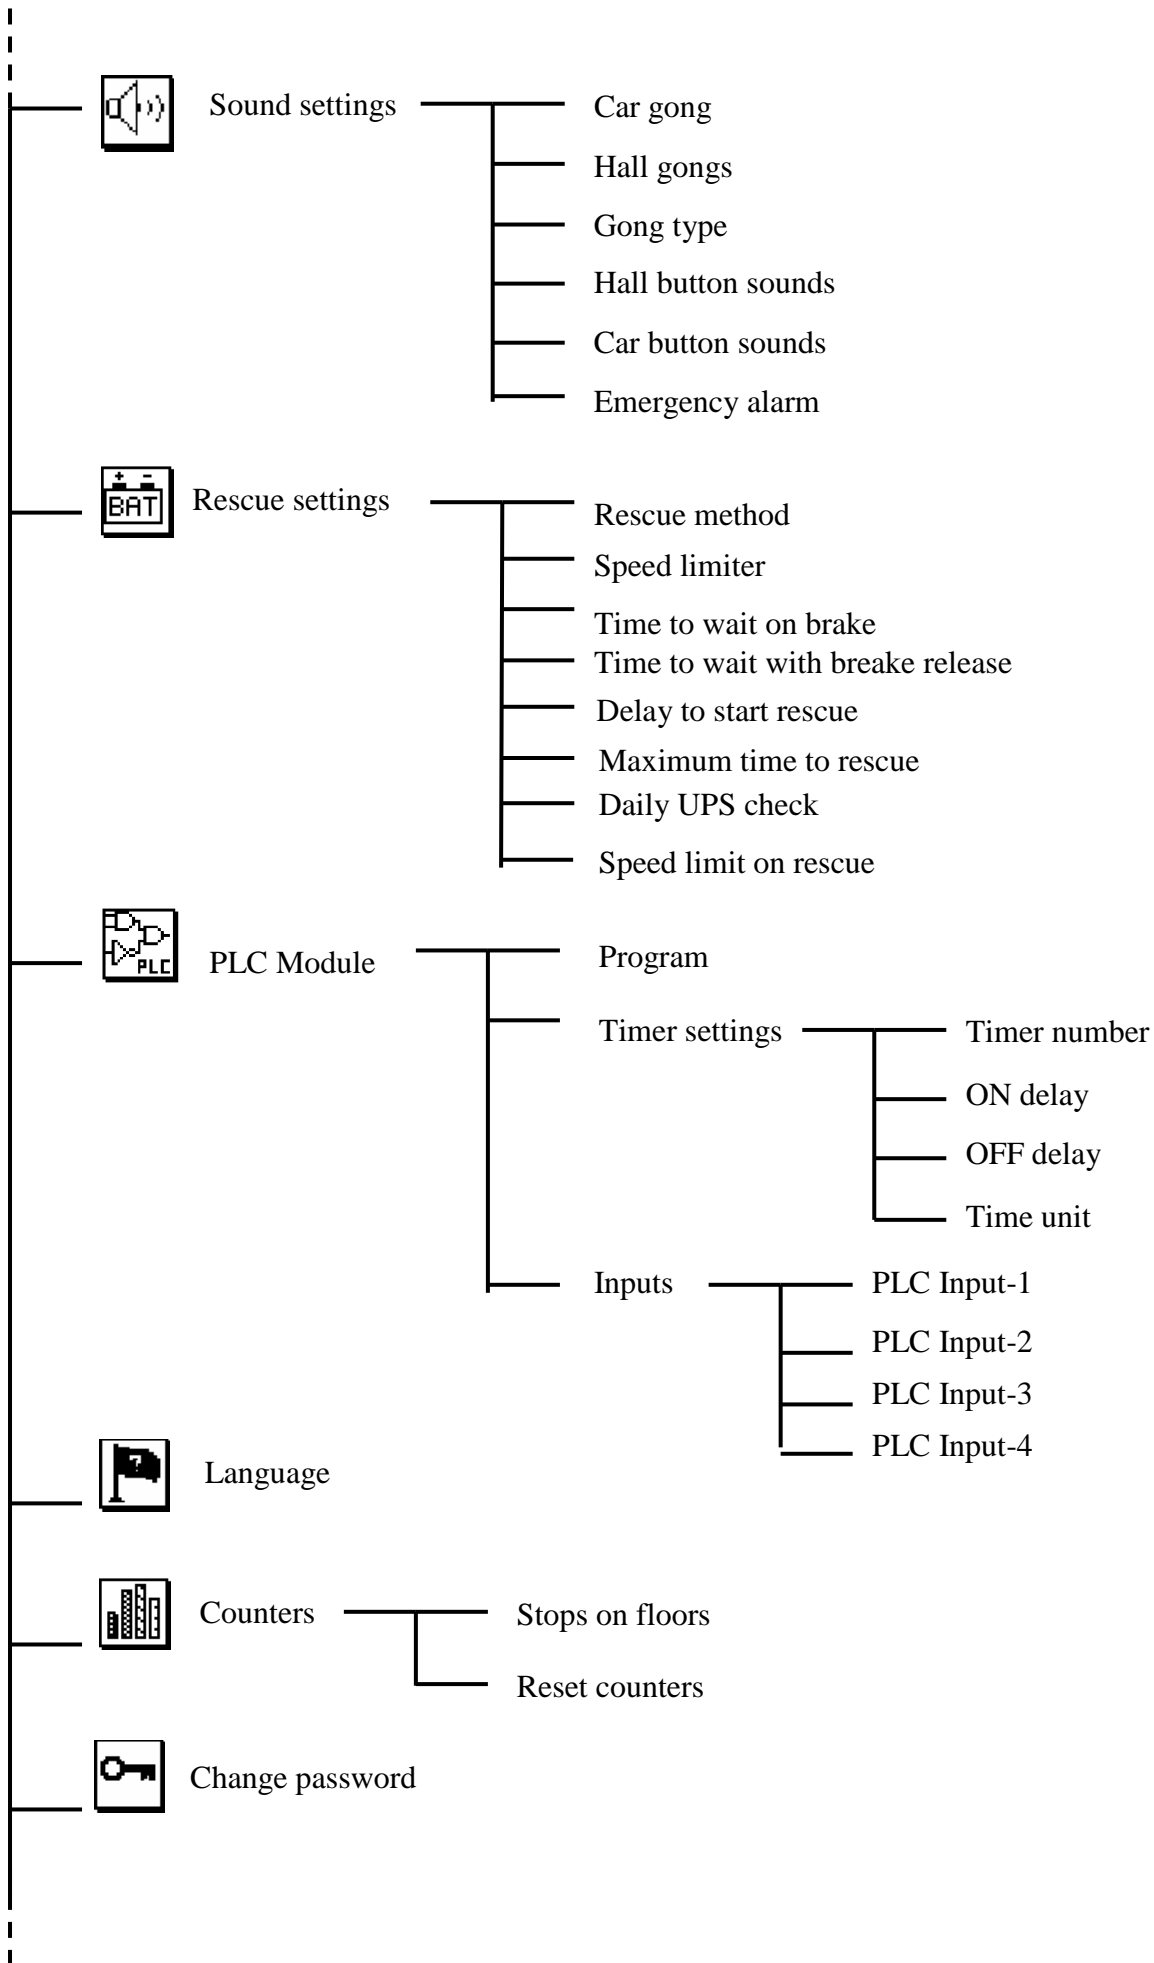 Sound settings
Car gong
Hall gongs
Gong type
Hall button sounds
Car button sounds
Emergency alarm
+ -
BAT
Rescue settings
Rescue method
Speed limiter
Time to wait on brake
Time to wait with breake release
Delay to start rescue
Maximum time to rescue
Daily UPS check
Speed limit on rescue
PLC
PLC Module
Program
Timer settings
Timer number
ON delay
OFF delay
Time unit
Inputs
PLC Input-1
PLC Input-2
PLC Input-3
PLC Input-4
?
Language
Counters
Stops on floors
Reset counters
Change password